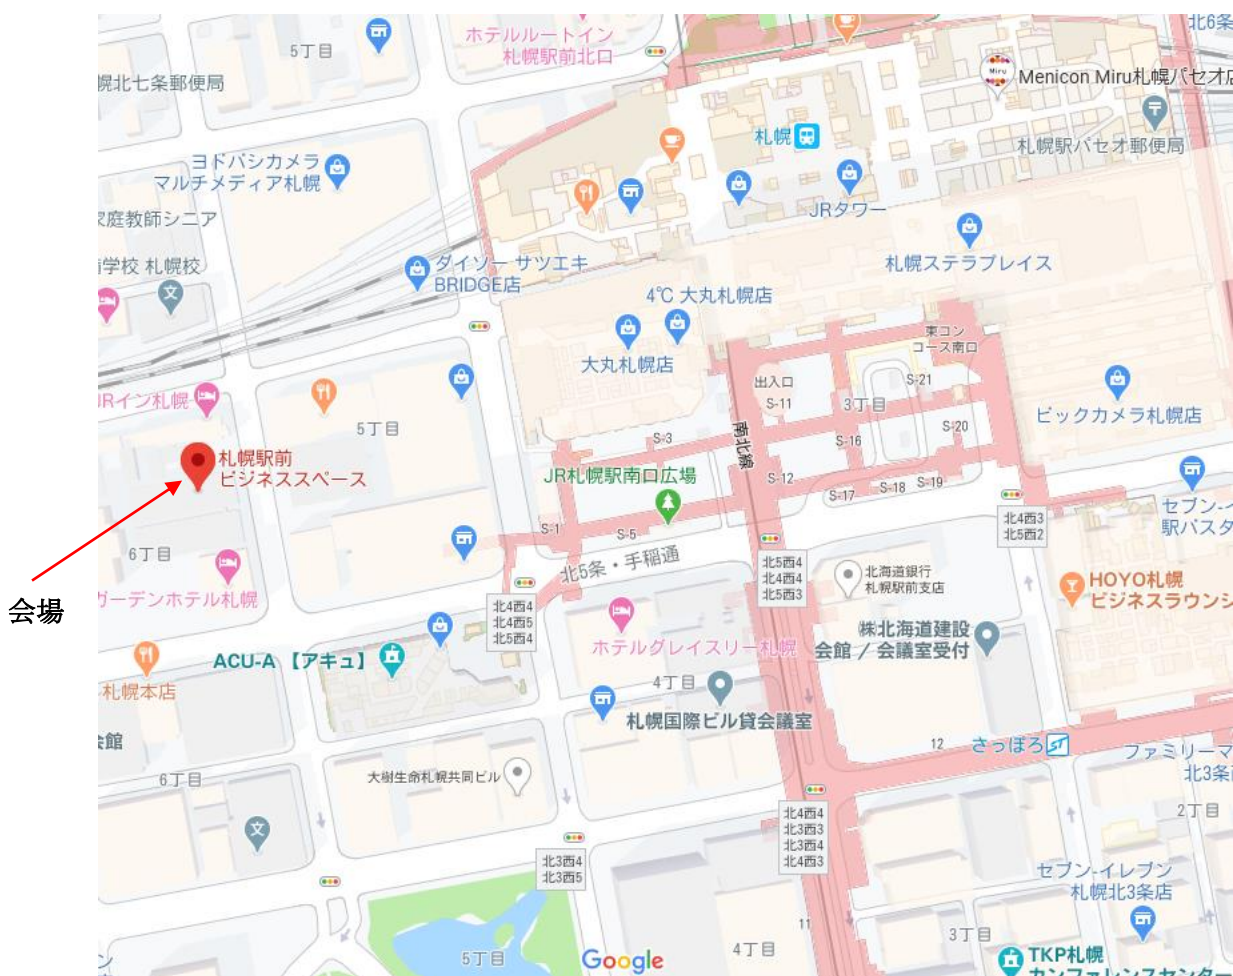 北6条
ホテルルートイン
札幌駅前北口
5丁目
幌北七条郵便局
Miru
Menicon Miru札幌パセオ店
札幌
札幌駅パセオ郵便局
ヨドバシカメラ
マルチメディア札幌
JRタワー
家庭教師シニア
学校 札幌校
ダイソー サツエキ
BRIDGE店
札幌ステラプレイス
4℃ 大丸札幌店
大丸札幌店
東コン
コース南口
出入口
S-11
S-21
3丁目
JRイン札幌
ビックカメラ札幌店
5丁目
S-3
南北線
S-16
S-20
札幌駅前
ビジネススペース
JR札幌駅南口広場
S-12
S-17
S-18
S-19
セブン-イ
駅バスタ
S-1
S-5
北4西3
北5西2
6丁目
北5条・手稲通
北5西4
北4西4
北5西3
北海道銀行
札幌駅前支店
HOYO札幌
ビジネスラウンジ
会場
ガーデンホテル札幌
北4西4
北4西5
北5西4
ホテルグレイスリー札幌
㈱北海道建設
会館 / 会議室受付
ACU-A 【アキュ】
札幌本店
4丁目
札幌国際ビル貸会議室
会館
12
さっぽろ
ST
ファミリーマ
北3条
6丁目
大樹生命札幌共同ビル
北4西4
北3西3
北3西4
北4西3
2丁目
北3西4
北3西5
セブン-イレブン
札幌北3条店
11
3丁目
5丁目
Google
4丁目
TKP札幌
カンファレンスセンター